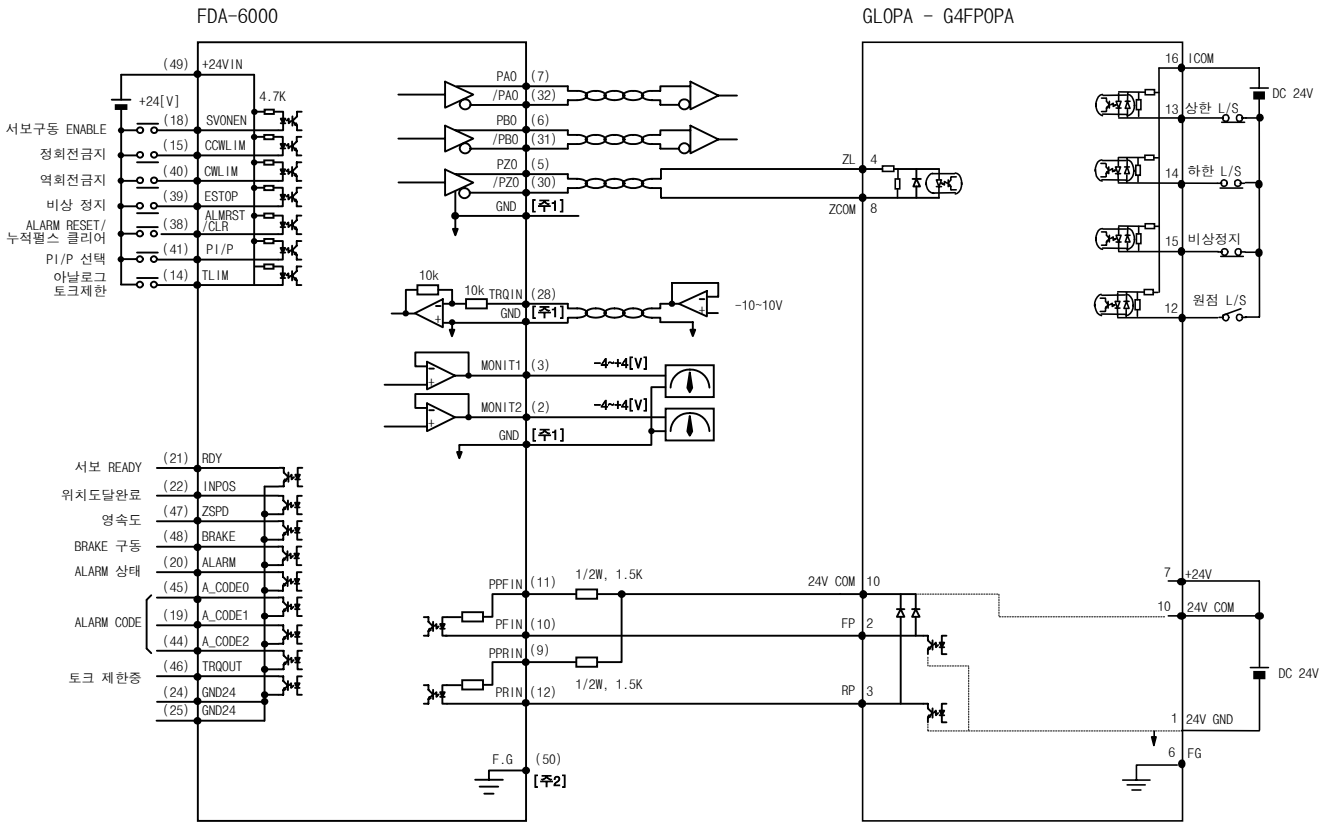 FDA-6000
GLOPA - G4FPOPA
(49) +24VIN
+24[V]
4.7K
서보구동 ENABLE (18) SVONEN
정회전금지 (15) CCWLIM
역회전금지 (40) CWLIM
비상 정지 (39) ESTOP
ALARM RESET/
누적펄스 클리어
(38) ALMRST
/CLR
PI/P 선택 (41) PI/P
아날로그
토크제한
(14) TLIM
PAO (7)
/PAO (32)
PBO (6)
/PBO (31)
PZO (5)
/PZO (30)
GND [주1]
10k
10k
TRQIN (28)
GND [주1]
-10~10V
MONIT1 (3) -4~+4[V]
MONIT2 (2) -4~+4[V]
GND [주1]
ZL 4
ZCOM 8
16 ICOM
DC 24V
13 상한 L/S
14 하한 L/S
15 비상정지
12 원점 L/S
서보 READY (21) RDY
위치도달완료 (22) INPOS
영속도 (47) ZSPD
BRAKE 구동 (48) BRAKE
ALARM 상태 (20) ALARM
ALARM CODE
(45) A_CODE0
(19) A_CODE1
(44) A_CODE2
토크 제한중 (46) TRQOUT
(24) GND24
(25) GND24
PPFIN (11) 1/2W, 1.5K
PFIN (10)
PPRIN (9)
1/2W, 1.5K
PRIN (12)
F.G (50)
[주2]
24V COM 10
FP 2
RP 3
7 +24V
10 24V COM
DC 24V
1 24V GND
6 FG